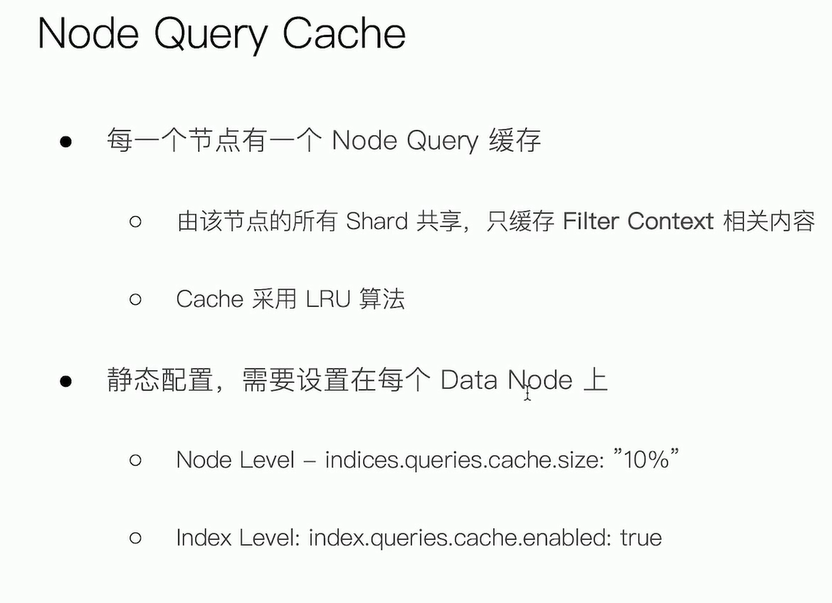 Node Query Cache
● 每一个节点有一个 Node Query 缓存
○ 由该节点的所有 Shard 共享，只缓存 Filter Context 相关内容
○ Cache 采用 LRU 算法
● 静态配置，需要设置在每个 Data Node 上
○ Node Level – indices.queries.cache.size: ”10%”
○ Index Level: index.queries.cache.enabled: true